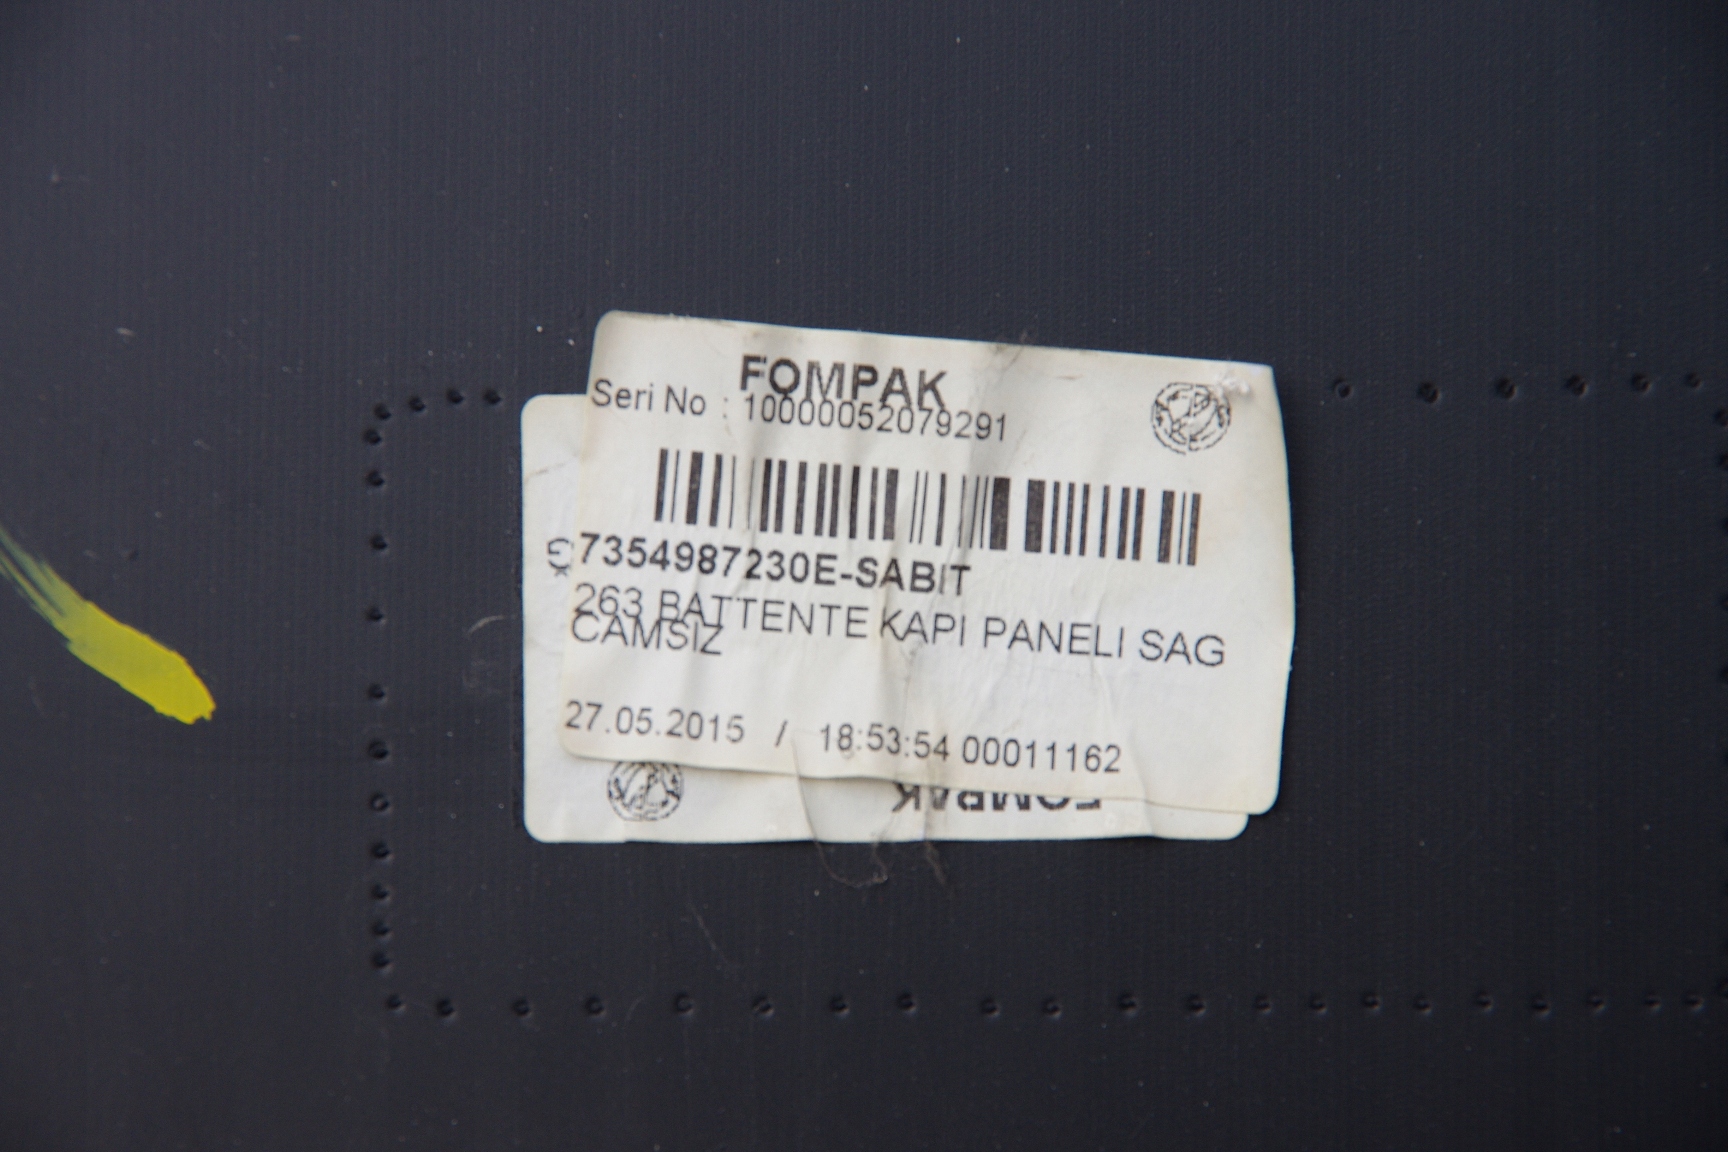 FOMPAK
Seri No : 10000052079291
7354987230E-SABIT
263 BATTENTE KAPI PANELI SAG
CAMSIZ
27.05.2015 / 18:53:54 00011162
FOMPAK